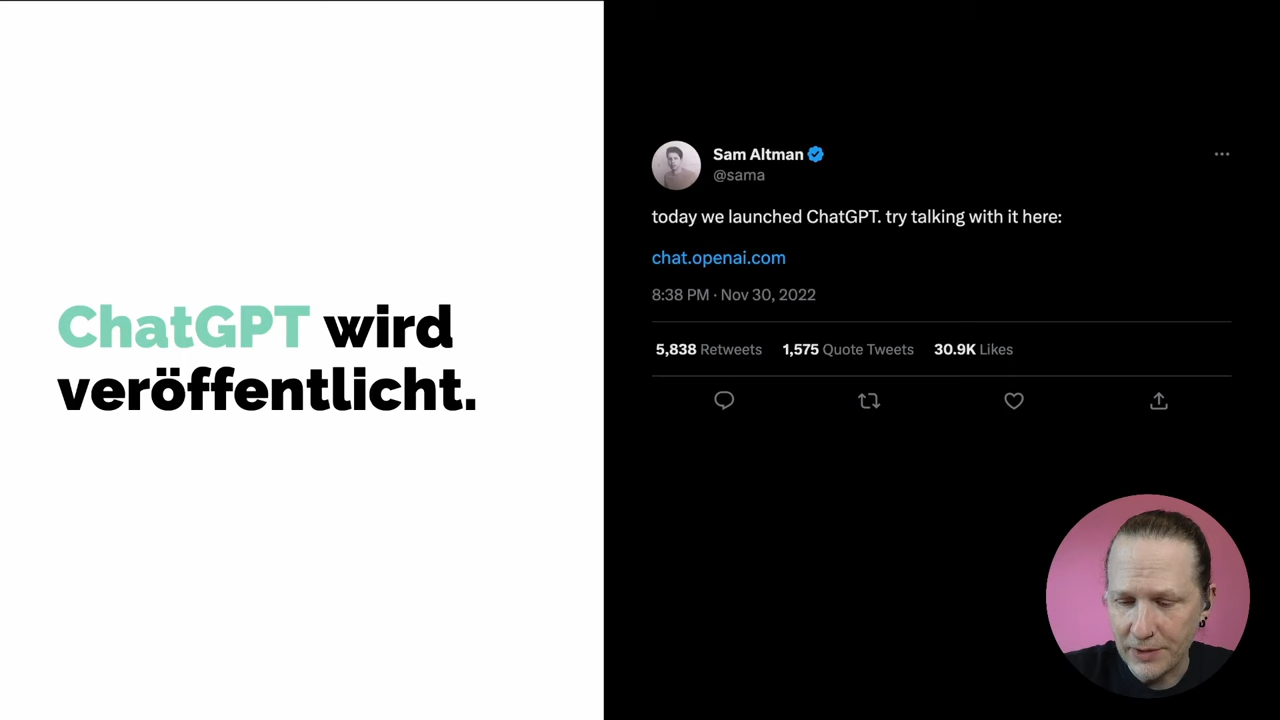 ChatGPT wird
veröffentlicht.
Sam Altman
@sama
today we launched ChatGPT. try talking with it here:
chat.openai.com
8:38 PM · Nov 30, 2022
5,838 Retweets 1,575 Quote Tweets 30.9K Likes